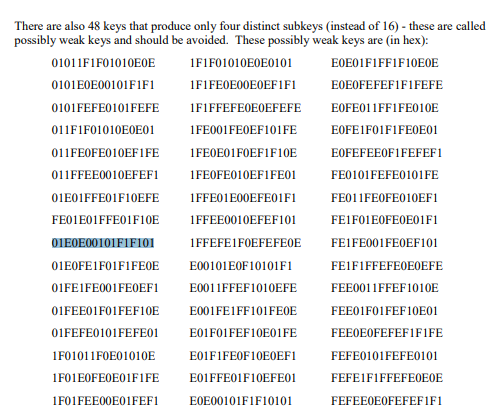 There are also 48 keys that produce only four distinct subkeys (instead of 16) - these are called
possibly weak keys and should be avoided. These possibly weak keys are (in hex):
01011F1F01010E0E 1F1F01010E0E0101 E0E01F1FF1F10E0E
0101E0E00101F1F1 1F1FE0E00E0EF1F1 E0E0FEFEF1F1FEFE
0101FEFE0101FEFE 1F1FFEFE0E0EFEFE E0FE011FF1FE010E
011F1F01010E0E01 1FE001FE0EF101FE E0FE1F01F1FE0E01
011FE0FE010EF1FE 1FE0E01F0EF1F10E E0FEFEE0F1FEFEF1
011FFEE0010EFEF1 1FE0FE010EF1FE01 FE0101FEFE0101FE
01E01FFE01F10EFE 1FFE01E00EFE01F1 FE011FE0FE010EF1
FE01E01FFE01F10E 1FFEE0010EFEF101 FE1F01E0FE0E01F1
01E0E00101F1F101 1FFEFE1F0EFEFE0E FE1FE001FE0EF101
01E0FE1F01F1FE0E E00101E0F10101F1 FE1F1FFEFE0E0EFE
01FE1FE001FE0EF1 E0011FFEF1010EFE FEE0011FFEF1010E
01FEE01F01FEF10E E001FE1FF101FE0E FEE01F01FEF10E01
01FEFE0101FEFE01 E01F01FEF10E01FE FEE0E0FEFEF1F1FE
1F01011F0E01010E E01F1FE0F10E0EF1 FEFE0101FEFE0101
1F01E0FE0E01F1FE E01FFE01F10EFE01 FEFE1F1FFEFE0E0E
1F01FEE00E01FEF1 E0E00101F1F10101 FEFEE0E0FEFEF1F1